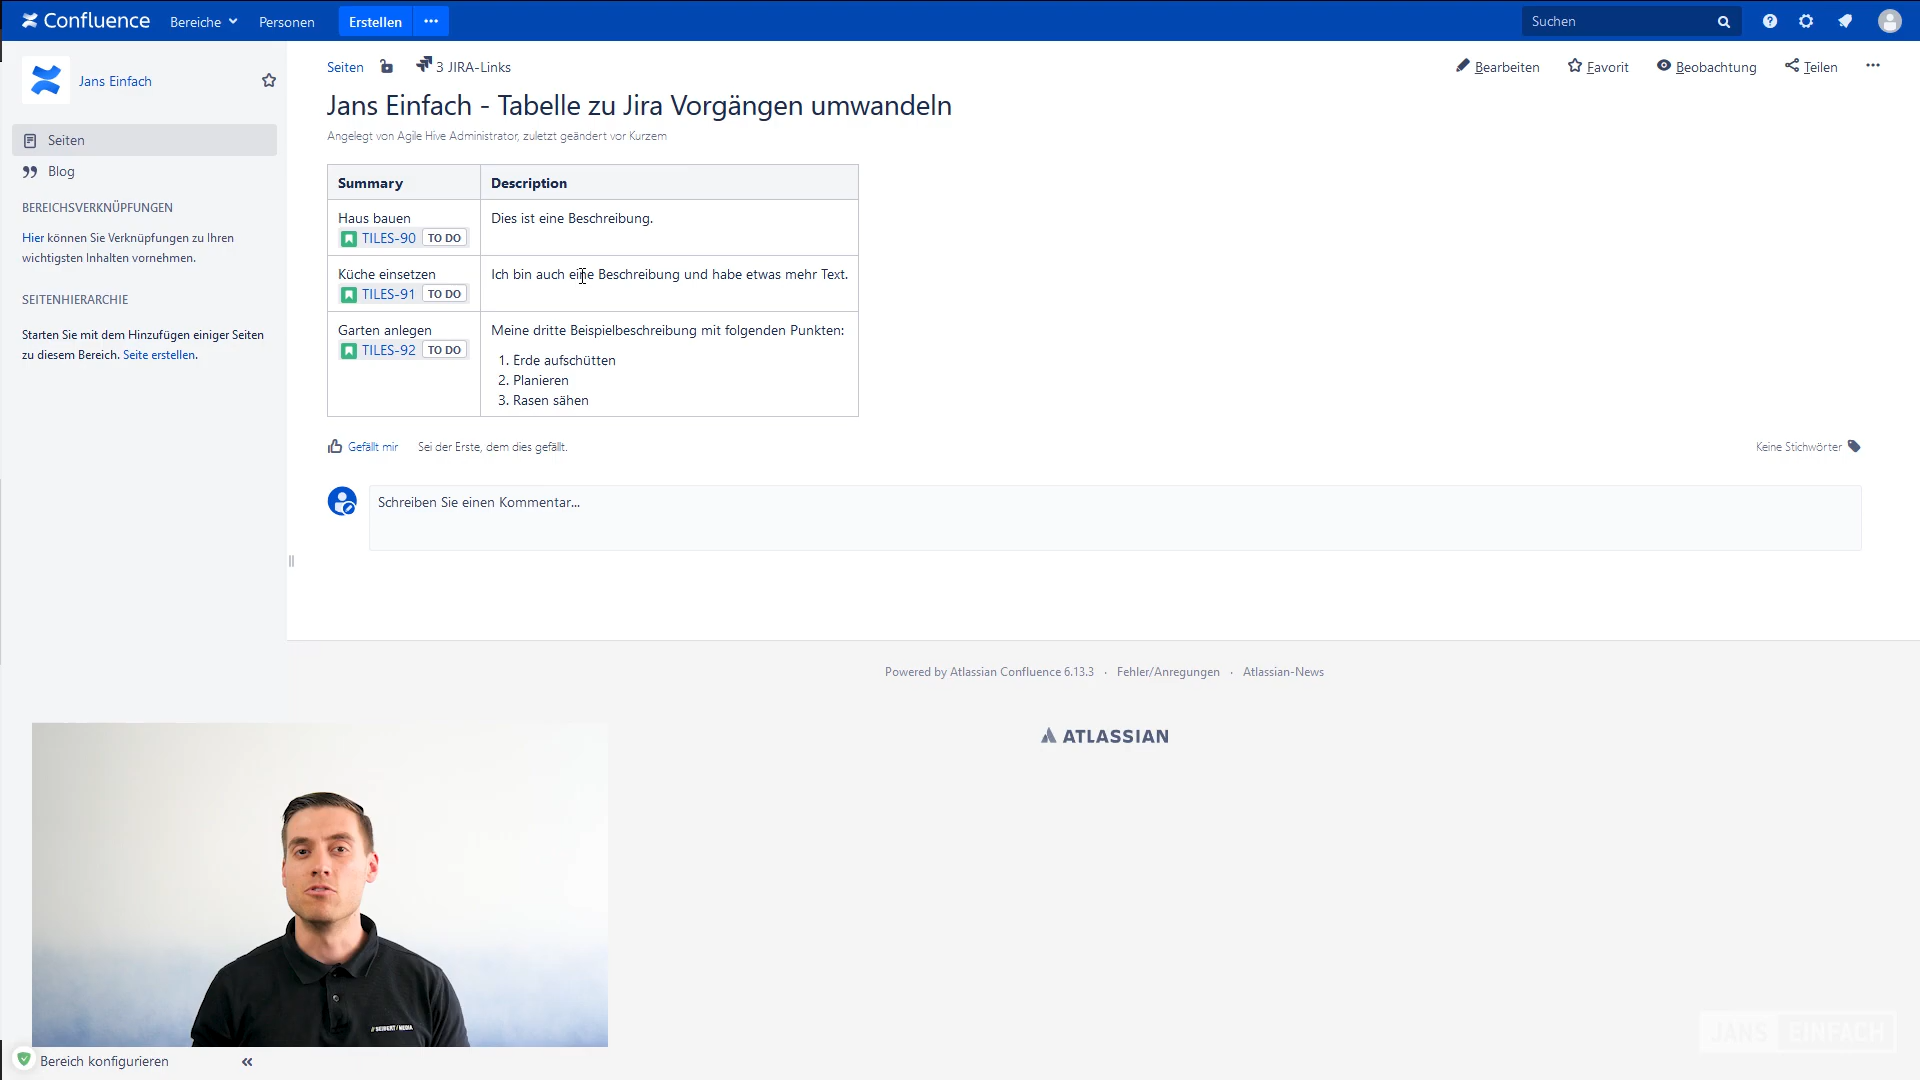 Confluence Bereiche Personen Erstellen ··· Suchen
Jans Einfach
Seiten
Blog
BEREICHSVERKNÜPFUNGEN
Hier können Sie Verknüpfungen zu Ihren
wichtigsten Inhalten vornehmen.
SEITENHIERARCHIE
Starten Sie mit dem Hinzufügen einiger Seiten
zu diesem Bereich. Seite erstellen.
Seiten 3 JIRA-Links Bearbeiten Favorit Beobachtung Teilen ···
Jans Einfach - Tabelle zu Jira Vorgängen umwandeln
Angelegt von Agile Hive Administrator, zuletzt geändert vor Kurzem
Summary Description
Haus bauen Dies ist eine Beschreibung.
TILES-90 TO DO
Küche einsetzen Ich bin auch eine Beschreibung und habe etwas mehr Text.
TILES-91 TO DO
Garten anlegen Meine dritte Beispielbeschreibung mit folgenden Punkten:
TILES-92 TO DO
1. Erde aufschütten
2. Planieren
3. Rasen sähen
Gefällt mir Sei der Erste, dem dies gefällt. Keine Stichwörter
Schreiben Sie einen Kommentar...
Powered by Atlassian Confluence 6.13.3 · Fehler/Anregungen · Atlassian-News
ATLASSIAN
//SEIBERT/MEDIA
JANS EINFACH
Bereich konfigurieren